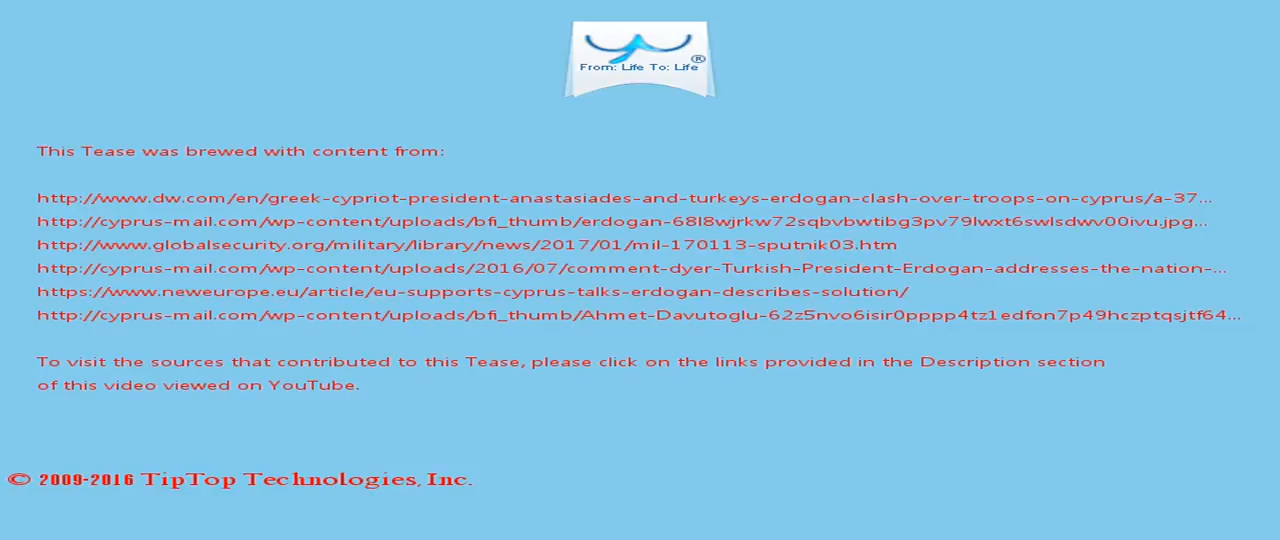 From: Life To: Life®
This Tease was brewed with content from:
http://www.dw.com/en/greek-cypriot-president-anastasiades-and-turkeys-erdogan-clash-over-troops-on-cyprus/a-37...
http://cyprus-mail.com/wp-content/uploads/bfi_thumb/erdogan-68l8wjrkw72sqbvbwtibg3pv79lwxt6swlsdwv00ivu.jpg...
http://www.globalsecurity.org/military/library/news/2017/01/mil-170113-sputnik03.htm
http://cyprus-mail.com/wp-content/uploads/2016/07/comment-dyer-Turkish-President-Erdogan-addresses-the-nation-...
https://www.neweurope.eu/article/eu-supports-cyprus-talks-erdogan-describes-solution/
http://cyprus-mail.com/wp-content/uploads/bfi_thumb/Ahmet-Davutoglu-62z5nvo6isir0pppp4tz1edfon7p49hczptqsjtf64...
To visit the sources that contributed to this Tease, please click on the links provided in the Description section
of this video viewed on YouTube.
© 2009-2016 TipTop Technologies, Inc.